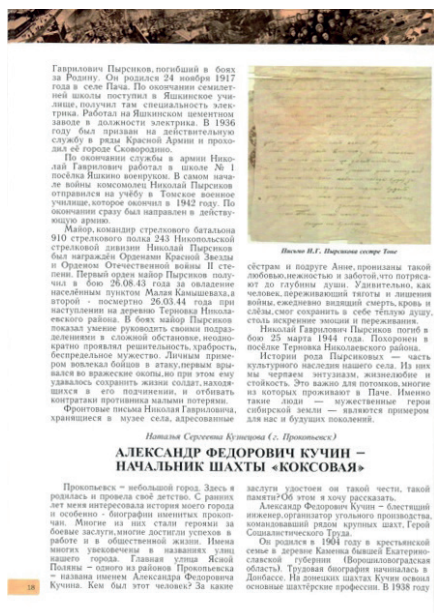 Гаврилович Пырсиков, погибший в боях
за Родину. Он родился 24 ноября 1917
года в селе Пача. По окончании семилет-
ней школы поступил в Яшкинское учи-
лище, получил там специальность элек-
трика. Работал на Яшкинском цементном
заводе в должности электрика. В 1936
году был призван на действительную
службу в ряды Красной Армии и прохо-
дил её городе Сковородино.
По окончании службы в армии Нико-
лай Гаврилович работал в школе № 1
посёлка Яшкино военруком. В самом нача-
ле войны комсомолец Николай Пырсиков
отправился на учёбу в Томское военное
училище, которое окончил в 1942 году. По
окончании сразу был направлен в действу-
ющую армию.
Майор, командир стрелкового батальона
910 стрелкового полка 243 Никопольской
стрелковой дивизии Николай Пырсиков
был награждён Орденами Красной Звезды
и Орденом Отечественной войны II сте-
пени. Первый орден майор Пырсиков полу-
чил в бою 26.08.43 года за овладение
населённым пунктом Малая Камышеваха, а
второй - посмертно 26.03.44 года при
наступлении на деревню Терновка Никола-
евского района. В боях майор Пырсиков
показал умение руководить своими подраз-
делениями в сложной обстановке, неодно-
кратно проявлял решительность, храбрость,
беспредельное мужество. Личным приме-
ром вовлекал бойцов в атаку, первым вры-
вался во вражеские окопы, но при этом ему
удавалось сохранить жизни солдат, находя-
щихся в его подчинении, и отбивать
контратаки противника малыми потерями.
Фронтовые письма Николая Гавриловича,
хранящиеся в музее села, адресованные
Письмо Н.Г. Пырсикова сестре Тове
сёстрам и подруге Анне, пронизаны такой
любовью, нежностью и заботой, что потряса-
ют до глубины души. Удивительно, как
человек, переживающий тяготы и лишения
войны, ежедневно видящий смерть, кровь и
слёзы, смог сохранить в себе тёплую душу,
столь искренние эмоции и переживания.
Николай Гаврилович Пырсиков погиб в
бою 25 марта 1944 года. Похоронен в
посёлке Терновка Николаевского района.
Истории рода Пырсиковых — часть
культурного наследия нашего села. Из них
мы черпаем энтузиазм, жизнелюбие и
стойкость. Это важно для потомков, многие
из которых проживают в Паче. Именно
такие люди — мужественные герои
сибирской земли — являются примером
для нас и будущих поколений.
Наталья Сергеевна Кузнецова (г. Прокопьевск)
АЛЕКСАНДР ФЕДОРОВИЧ КУЧИН –
НАЧАЛЬНИК ШАХТЫ «КОКСОВАЯ»
Прокопьевск – небольшой город. Здесь я
родилась и провела своё детство. С ранних
лет меня интересовала история моего города
и особенно - биографии именитых прокоп-
чан. Многие из них стали героями за
боевые заслуги, многие достигли успехов в
работе и в общественной жизни. Имена
многих увековечены в названиях улиц
нашего города. Главная улица Ясной
Поляны – одного из районов Прокопьевска
– названа именем Александра Федоровича
Кучина. Кем был этот человек? За какие
заслуги удостоен он такой чести, такой
памяти? Об этом я хочу рассказать.
Александр Федорович Кучин – блестящий
инженер, организатор угольного производства,
командовавший рядом крупных шахт. Герой
Социалистического Труда.
Он родился в 1904 году в крестьянской
семье в деревне Каменка бывшей Екатерино-
славской губернии (Ворошиловоградская
область). Трудовая биография начиналась в
Донбассе. На донецких шахтах Кучин освоил
основные шахтёрские профессии. В 1938 году
18